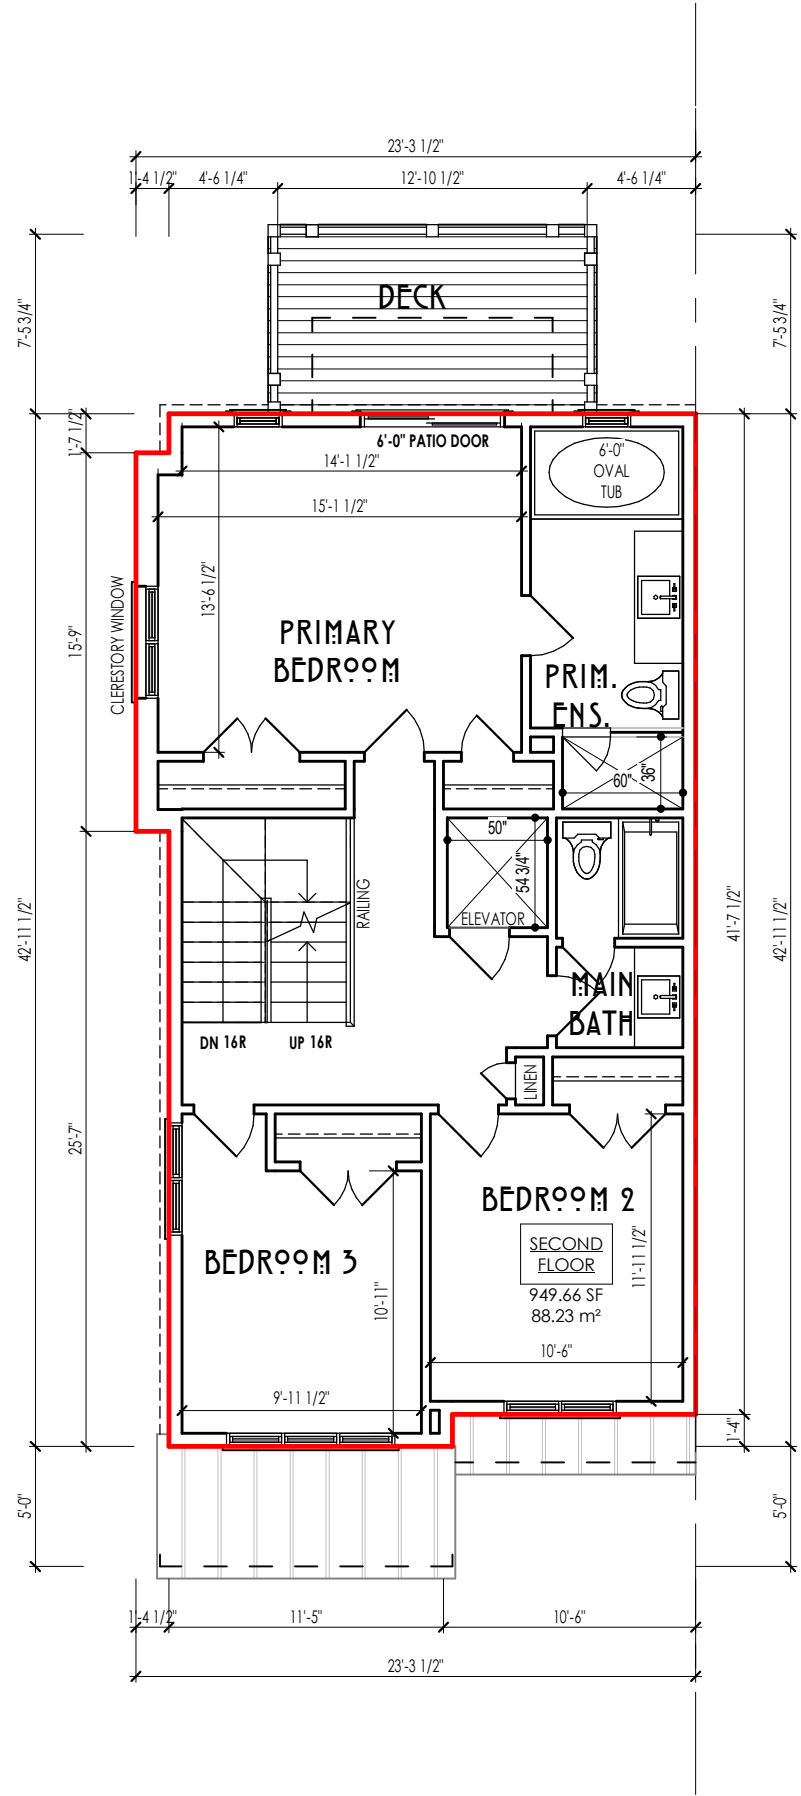 23'-3 1/2"
1'-4 1/2"
4'-6 1/4"
12'-10 1/2"
4'-6 1/4"
DECK
7'-5 3/4"
7'-5 3/4"
1'-7 1/2"
6'-0" PATIO DOOR
14'-1 1/2"
6'-0"
OVAL
TUB
15'-1 1/2"
13'-6 1/2"
CLERESTORY WINDOW
15'-9"
PRIMARY
BEDROOM
PRIM.
ENS.
60"
36"
50"
54 3/4"
ELEVATOR
RAILING
42'-11 1/2"
41'-7 1/2"
42'-11 1/2"
MAIN
BATH
DN 16R
UP 16R
LINEN
25'-7"
BEDROOM 2
SECOND
FLOOR
949.66 SF
88.23 m²
11'-11 1/2"
BEDROOM 3
10'-11"
10'-6"
9'-11 1/2"
1'-4"
5'-0"
5'-0"
1'-4 1/2"
11'-5"
10'-6"
23'-3 1/2"